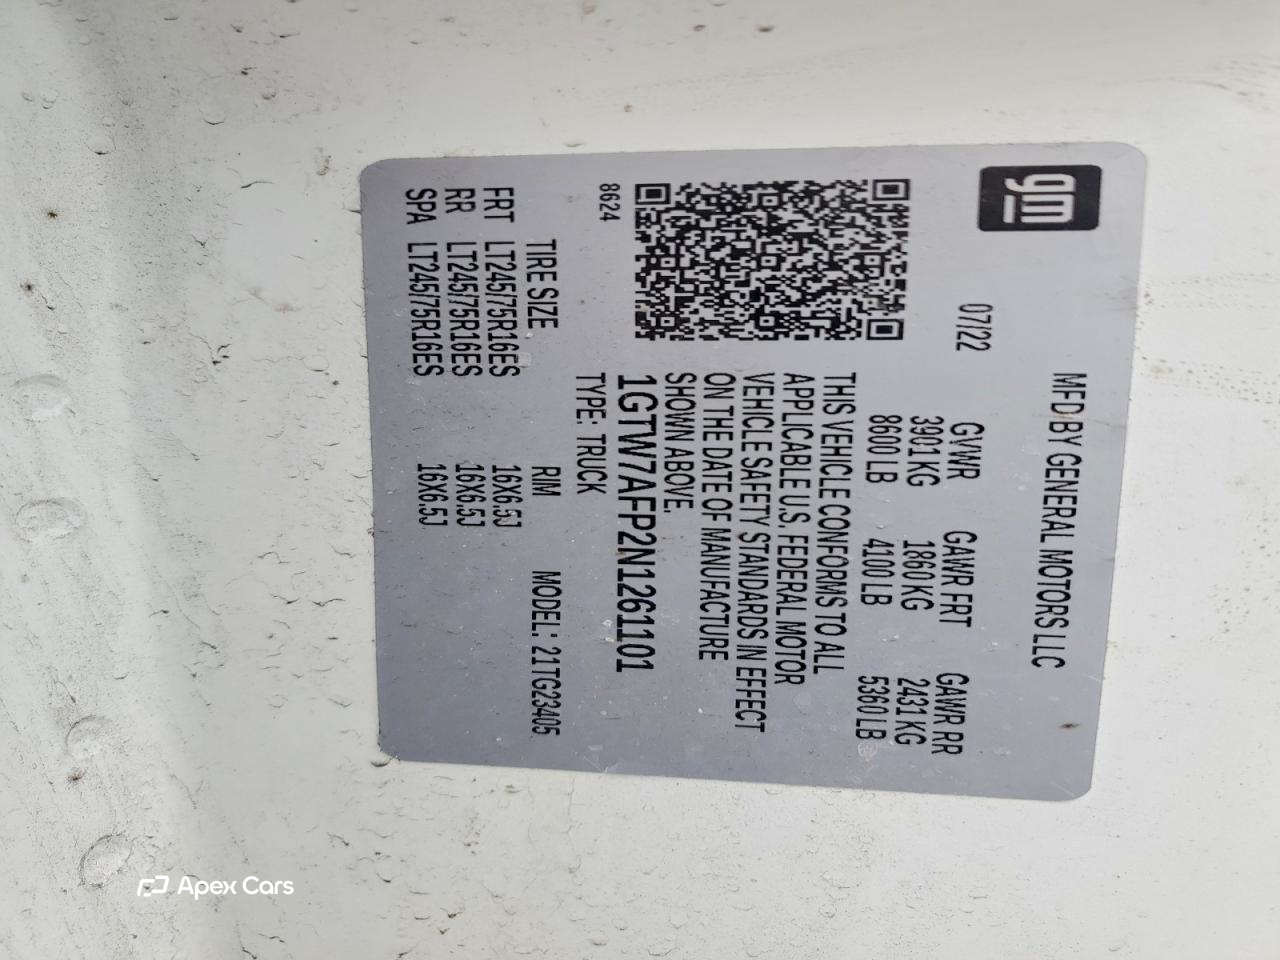 gm
MFD BY GENERAL MOTORS LLC
07/22
GVWR GAWR FRT GAWR RR
3901 KG 1860 KG 2431 KG
8600 LB 4100 LB 5360 LB
THIS VEHICLE CONFORMS TO ALL
APPLICABLE U.S. FEDERAL MOTOR
VEHICLE SAFETY STANDARDS IN EFFECT
ON THE DATE OF MANUFACTURE
SHOWN ABOVE.
8624
1GTW7AFP2N1261101
TYPE: TRUCK
TIRE SIZE RIM MODEL: 21TG23405
FRT LT245/75R16ES 16X6.5J
RR LT245/75R16ES 16X6.5J
SPA LT245/75R16ES 16X6.5J
Apex Cars